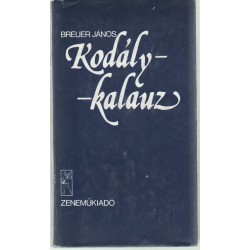 BREUER JÁNOS
Kodály-
-kalauz
ZENEMŰKIADÓ